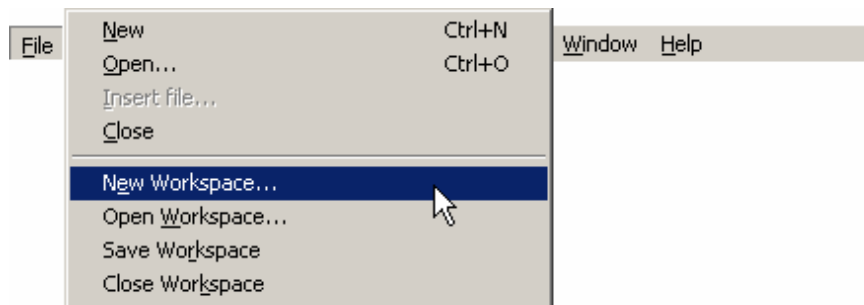 File Window Help
New Ctrl+N
Open... Ctrl+O
Insert file...
Close
New Workspace...
Open Workspace...
Save Workspace
Close Workspace